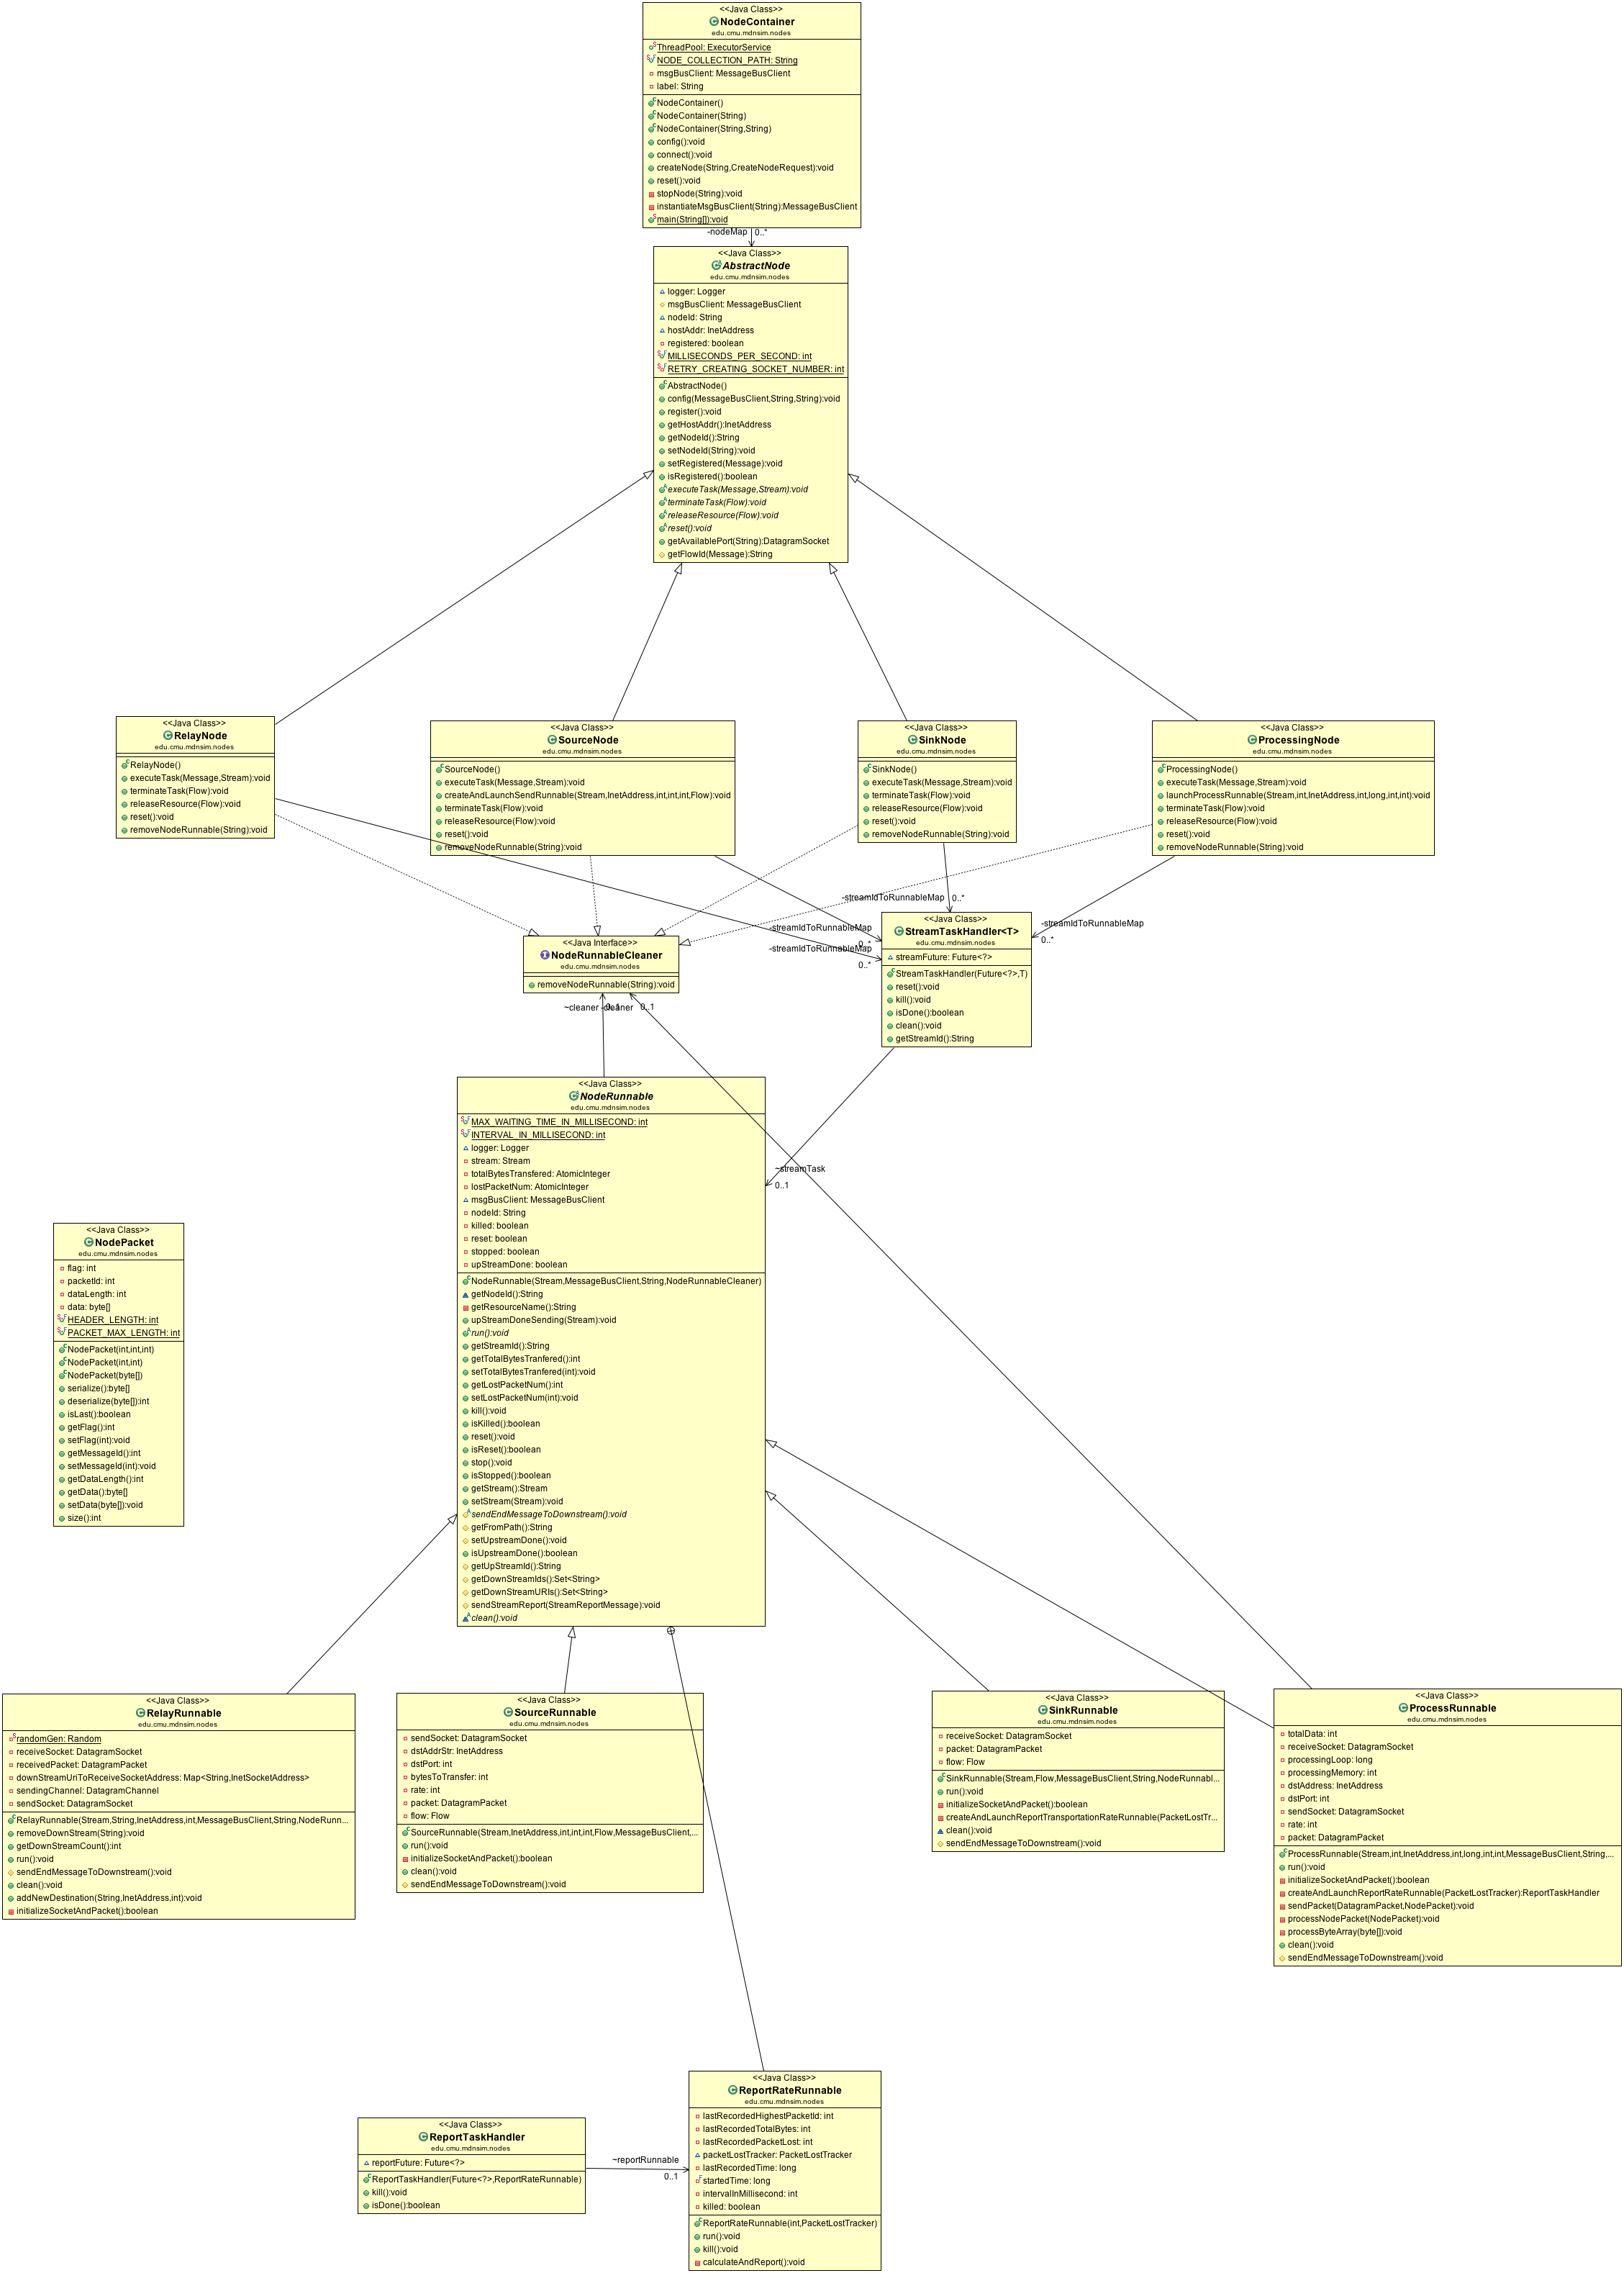 <<Java Class>>
NodeContainer
edu.cmu.mdnsim.nodes
ThreadPool: ExecutorService
NODE_COLLECTION_PATH: String
msgBusClient: MessageBusClient
label: String
NodeContainer()
NodeContainer(String)
NodeContainer(String,String)
config():void
connect():void
createNode(String,CreateNodeRequest):void
reset():void
stopNode(String):void
instantiateMsgBusClient(String):MessageBusClient
main(String[]):void
-nodeMap
0..*
<<Java Class>>
AbstractNode
edu.cmu.mdnsim.nodes
logger: Logger
msgBusClient: MessageBusClient
nodeId: String
hostAddr: InetAddress
registered: boolean
MILLISECONDS_PER_SECOND: int
RETRY_CREATING_SOCKET_NUMBER: int
AbstractNode()
config(MessageBusClient,String,String):void
register():void
getHostAddr():InetAddress
getNodeId():String
setNodeId(String):void
setRegistered(Message):void
isRegistered():boolean
executeTask(Message,Stream):void
terminateTask(Flow):void
releaseResource(Flow):void
reset():void
getAvailablePort(String):DatagramSocket
getFlowId(Message):String
<<Java Class>>
RelayNode
edu.cmu.mdnsim.nodes
RelayNode()
executeTask(Message,Stream):void
terminateTask(Flow):void
releaseResource(Flow):void
reset():void
removeNodeRunnable(String):void
<<Java Class>>
SourceNode
edu.cmu.mdnsim.nodes
SourceNode()
executeTask(Message,Stream):void
createAndLaunchSendRunnable(Stream,InetAddress,int,int,int,Flow):void
terminateTask(Flow):void
releaseResource(Flow):void
reset():void
removeNodeRunnable(String):void
<<Java Class>>
SinkNode
edu.cmu.mdnsim.nodes
SinkNode()
executeTask(Message,Stream):void
terminateTask(Flow):void
releaseResource(Flow):void
reset():void
removeNodeRunnable(String):void
<<Java Class>>
ProcessingNode
edu.cmu.mdnsim.nodes
ProcessingNode()
executeTask(Message,Stream):void
launchProcessRunnable(Stream,int,InetAddress,int,long,int,int):void
terminateTask(Flow):void
releaseResource(Flow):void
reset():void
removeNodeRunnable(String):void
-streamIdToRunnableMap
0..*
-streamIdToRunnableMap
0..*
-streamIdToRunnableMap
0..*
-streamIdToRunnableMap
0..*
<<Java Interface>>
NodeRunnableCleaner
edu.cmu.mdnsim.nodes
removeNodeRunnable(String):void
<<Java Class>>
StreamTaskHandler<T>
edu.cmu.mdnsim.nodes
streamFuture: Future<?>
StreamTaskHandler(Future<?>,T)
reset():void
kill():void
isDone():boolean
clean():void
getStreamId():String
~cleaner
0..1
-cleaner
0..1
~streamTask
0..1
<<Java Class>>
NodeRunnable
edu.cmu.mdnsim.nodes
MAX_WAITING_TIME_IN_MILLISECOND: int
INTERVAL_IN_MILLISECOND: int
logger: Logger
stream: Stream
totalBytesTransfered: AtomicInteger
lostPacketNum: AtomicInteger
msgBusClient: MessageBusClient
nodeId: String
killed: boolean
reset: boolean
stopped: boolean
upStreamDone: boolean
NodeRunnable(Stream,MessageBusClient,String,NodeRunnableCleaner)
getNodeId():String
getResourceName():String
upStreamDoneSending(Stream):void
run():void
getStreamId():String
getTotalBytesTranfered():int
setTotalBytesTranfered(int):void
getLostPacketNum():int
setLostPacketNum(int):void
kill():void
isKilled():boolean
reset():void
isReset():boolean
stop():void
isStopped():boolean
getStream():Stream
setStream(Stream):void
sendEndMessageToDownstream():void
getFromPath():String
setUpstreamDone():void
isUpstreamDone():boolean
getUpStreamId():String
getDownStreamIds():Set<String>
getDownStreamURIs():Set<String>
sendStreamReport(StreamReportMessage):void
clean():void
<<Java Class>>
NodePacket
edu.cmu.mdnsim.nodes
flag: int
packetId: int
dataLength: int
data: byte[]
HEADER_LENGTH: int
PACKET_MAX_LENGTH: int
NodePacket(int,int,int)
NodePacket(int,int)
NodePacket(byte[])
serialize():byte[]
deserialize(byte[]):int
isLast():boolean
getFlag():int
setFlag(int):void
getMessageId():int
setMessageId(int):void
getDataLength():int
getData():byte[]
setData(byte[]):void
size():int
<<Java Class>>
RelayRunnable
edu.cmu.mdnsim.nodes
randomGen: Random
receiveSocket: DatagramSocket
receivedPacket: DatagramPacket
downStreamUriToReceiveSocketAddress: Map<String,InetSocketAddress>
sendingChannel: DatagramChannel
sendSocket: DatagramSocket
RelayRunnable(Stream,String,InetAddress,int,MessageBusClient,String,NodeRunn...
removeDownStream(String):void
getDownStreamCount():int
run():void
sendEndMessageToDownstream():void
clean():void
addNewDestination(String,InetAddress,int):void
initializeSocketAndPacket():boolean
<<Java Class>>
SourceRunnable
edu.cmu.mdnsim.nodes
sendSocket: DatagramSocket
dstAddrStr: InetAddress
dstPort: int
bytesToTransfer: int
rate: int
packet: DatagramPacket
flow: Flow
SourceRunnable(Stream,InetAddress,int,int,int,Flow,MessageBusClient,...
run():void
initializeSocketAndPacket():boolean
clean():void
sendEndMessageToDownstream():void
<<Java Class>>
SinkRunnable
edu.cmu.mdnsim.nodes
receiveSocket: DatagramSocket
packet: DatagramPacket
flow: Flow
SinkRunnable(Stream,Flow,MessageBusClient,String,NodeRunnabl...
run():void
initializeSocketAndPacket():boolean
createAndLaunchReportTransportationRateRunnable(PacketLostTr...
clean():void
sendEndMessageToDownstream():void
<<Java Class>>
ProcessRunnable
edu.cmu.mdnsim.nodes
totalData: int
receiveSocket: DatagramSocket
processingLoop: long
processingMemory: int
dstAddress: InetAddress
dstPort: int
sendSocket: DatagramSocket
rate: int
packet: DatagramPacket
ProcessRunnable(Stream,int,InetAddress,int,long,int,int,MessageBusClient,String,...
run():void
initializeSocketAndPacket():boolean
createAndLaunchReportRateRunnable(PacketLostTracker):ReportTaskHandler
sendPacket(DatagramPacket,NodePacket):void
processNodePacket(NodePacket):void
processByteArray(byte[]):void
clean():void
sendEndMessageToDownstream():void
<<Java Class>>
ReportTaskHandler
edu.cmu.mdnsim.nodes
reportFuture: Future<?>
ReportTaskHandler(Future<?>,ReportRateRunnable)
kill():void
isDone():boolean
~reportRunnable
0..1
<<Java Class>>
ReportRateRunnable
edu.cmu.mdnsim.nodes
lastRecordedHighestPacketId: int
lastRecordedTotalBytes: int
lastRecordedPacketLost: int
packetLostTracker: PacketLostTracker
lastRecordedTime: long
startedTime: long
intervalInMillisecond: int
killed: boolean
ReportRateRunnable(int,PacketLostTracker)
run():void
kill():void
calculateAndReport():void